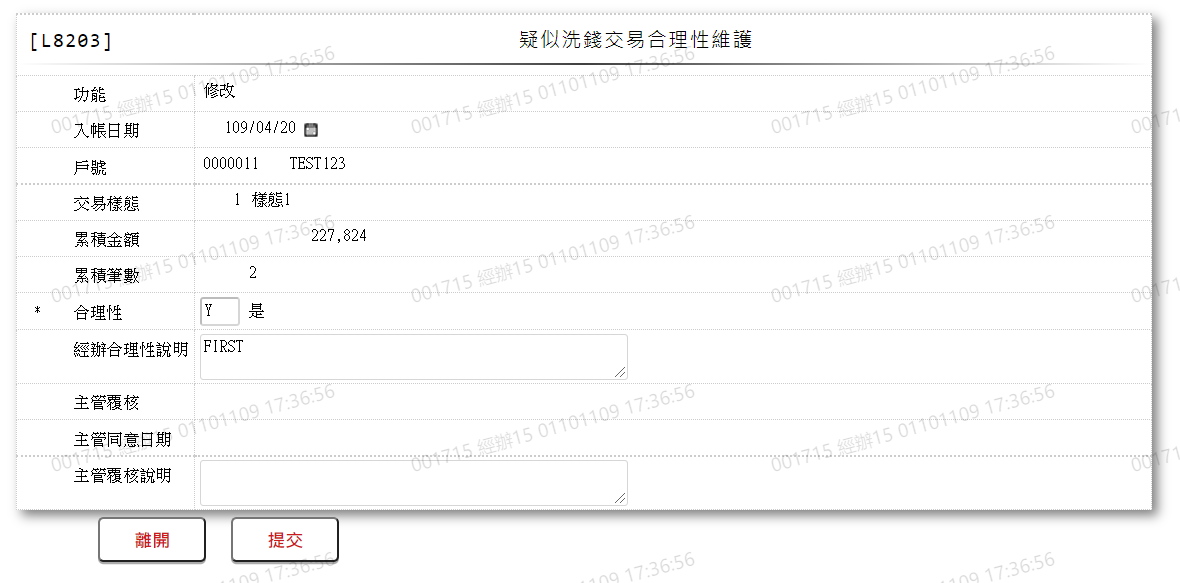 [L8203] 疑似洗錢交易合理性維護
功能 修改
入帳日期 109/04/20
戶號 0000011 TEST123
交易樣態 1 樣態1
累積金額 227,824
累積筆數 2
* 合理性 Y 是
經辦合理性說明 FIRST
主管覆核
主管同意日期
主管覆核說明
離開 提交
001715 經辦15 01101109 17:36:56